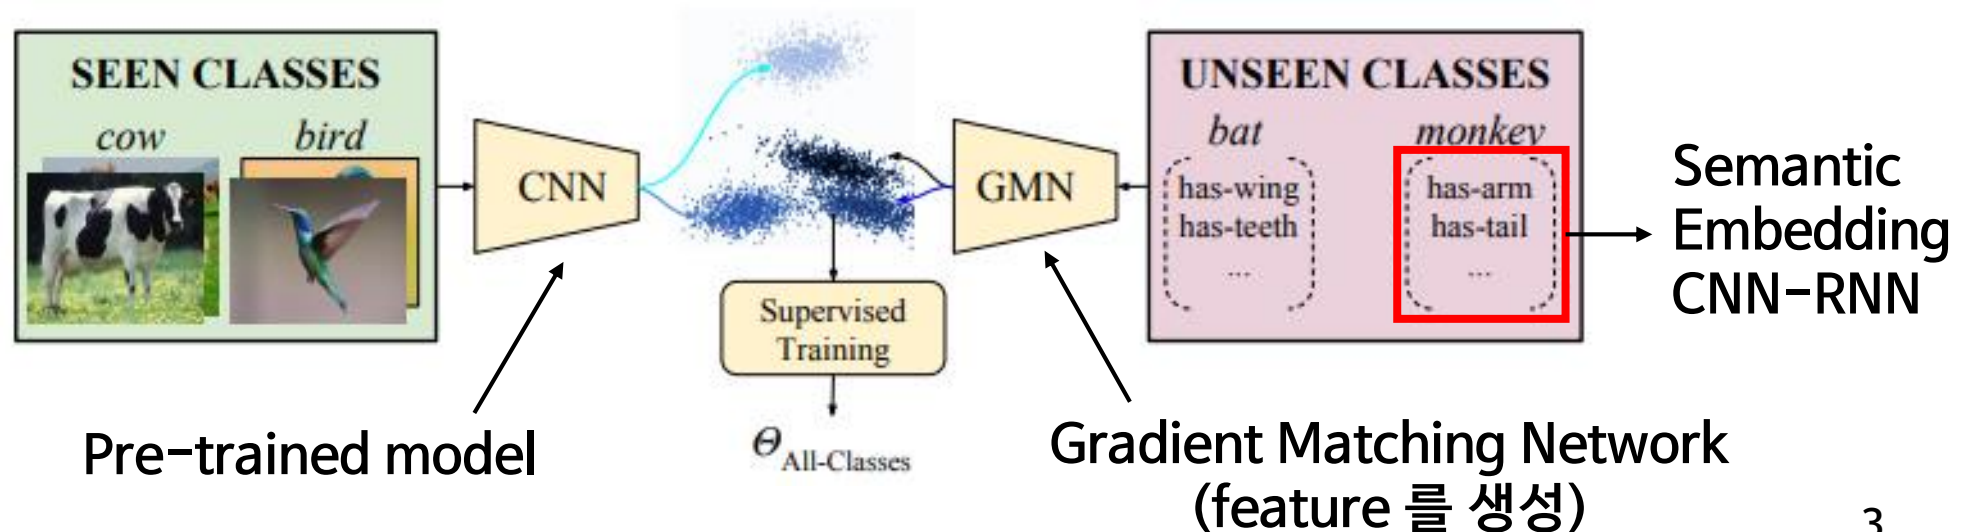 SEEN CLASSES
cow
bird
CNN
Supervised
Training
Θ All-Classes
GMN
UNSEEN CLASSES
bat
has-wing
has-teeth
...
monkey
has-arm
has-tail
...
Semantic
Embedding
CNN-RNN
Pre-trained model
Gradient Matching Network
(feature 를 생성)
3